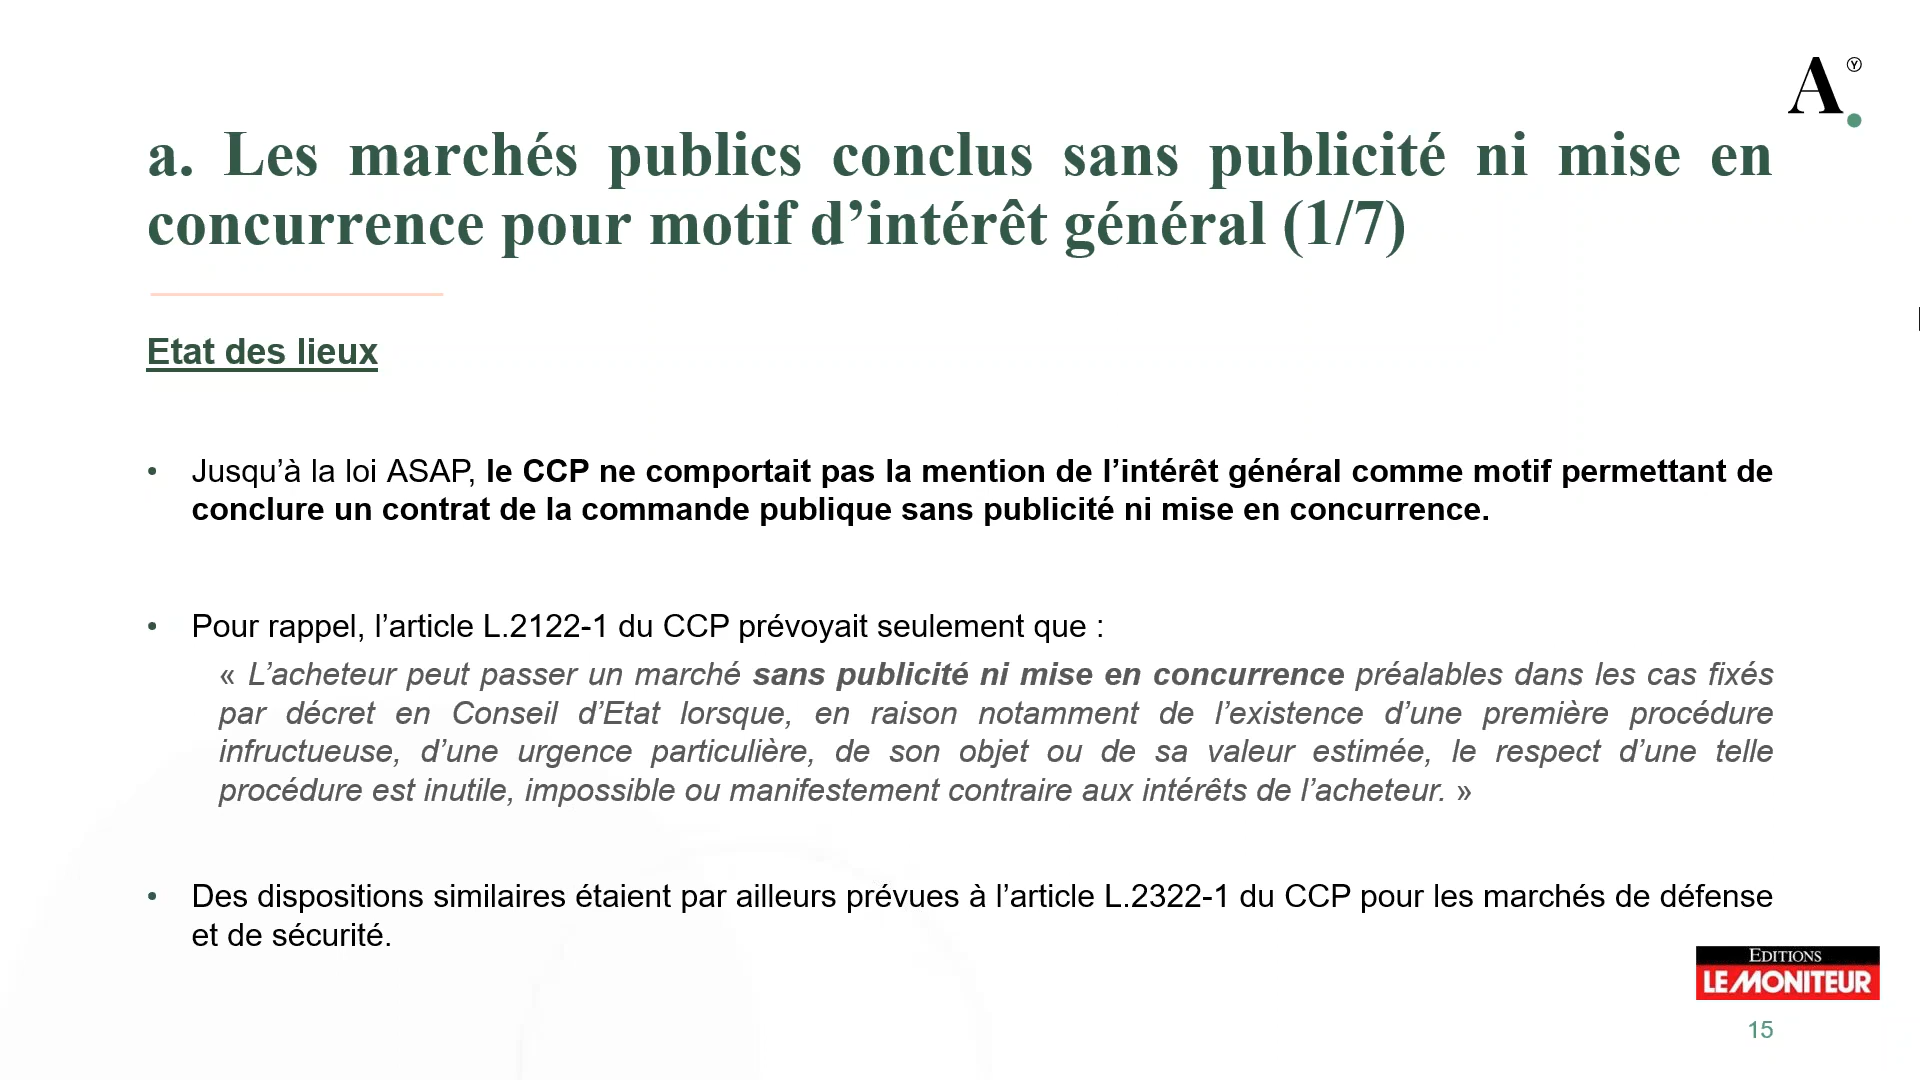 A
a. Les marchés publics conclus sans publicité ni mise en
concurrence pour motif d’intérêt général (1/7)
Etat des lieux
• Jusqu’à la loi ASAP, le CCP ne comportait pas la mention de l’intérêt général comme motif permettant de
conclure un contrat de la commande publique sans publicité ni mise en concurrence.
• Pour rappel, l’article L.2122-1 du CCP prévoyait seulement que :
« L’acheteur peut passer un marché sans publicité ni mise en concurrence préalables dans les cas fixés
par décret en Conseil d’Etat lorsque, en raison notamment de l’existence d’une première procédure
infructueuse, d’une urgence particulière, de son objet ou de sa valeur estimée, le respect d’une telle
procédure est inutile, impossible ou manifestement contraire aux intérêts de l’acheteur. »
• Des dispositions similaires étaient par ailleurs prévues à l’article L.2322-1 du CCP pour les marchés de défense
et de sécurité.
EDITIONS
LE MONITEUR
15